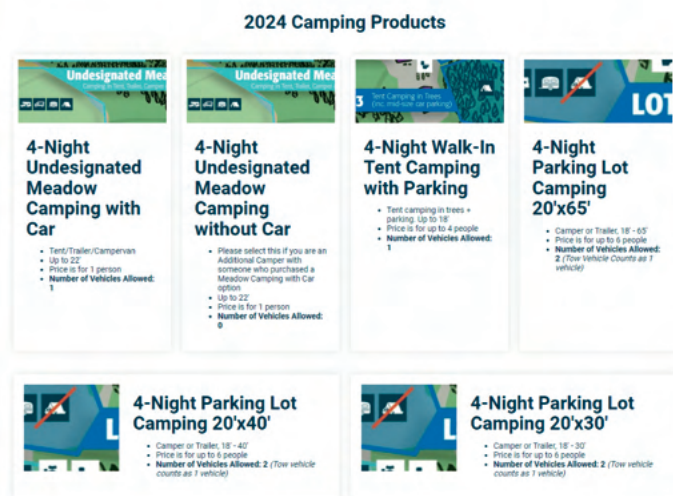 2024 Camping Products
Undesignated Mea
Camping in Tent, Trailer, Camper
4-Night
Undesignated
Meadow
Camping with
Car
Tent/Trailer/Campervan
Up to 22'
Price is for 1 person
Number of Vehicles Allowed:
1
Undesignated Mea
Camping in Tent, Trailer, Camper
4-Night
Undesignated
Meadow
Camping
without Car
Please select this if you are an
Additional Camper with
someone who purchased a
Meadow Camping with Car
option
Up to 22'
Price is for 1 person
Number of Vehicles Allowed:
0
3 Tent Camping in Trees
(inc. mid-size car parking)
4-Night Walk-In
Tent Camping
with Parking
Tent camping in trees +
parking. Up to 18'
Price is for up to 4 people
Number of Vehicles Allowed:
1
LOT
4-Night
Parking Lot
Camping
20'x65'
Camper or Trailer, 18' - 65'
Price is for up to 6 people
Number of Vehicles Allowed:
2 (Tow Vehicle Counts as 1
vehicle)
L
4-Night Parking Lot
Camping 20'x40'
Camper or Trailer, 18' - 40'
Price is for up to 6 people
Number of Vehicles Allowed: 2 (Tow vehicle
counts as 1 vehicle)
L
4-Night Parking Lot
Camping 20'x30'
Camper or Trailer, 18' - 30'
Price is for up to 6 people
Number of Vehicles Allowed: 2 (Tow vehicle
counts as 1 vehicle)